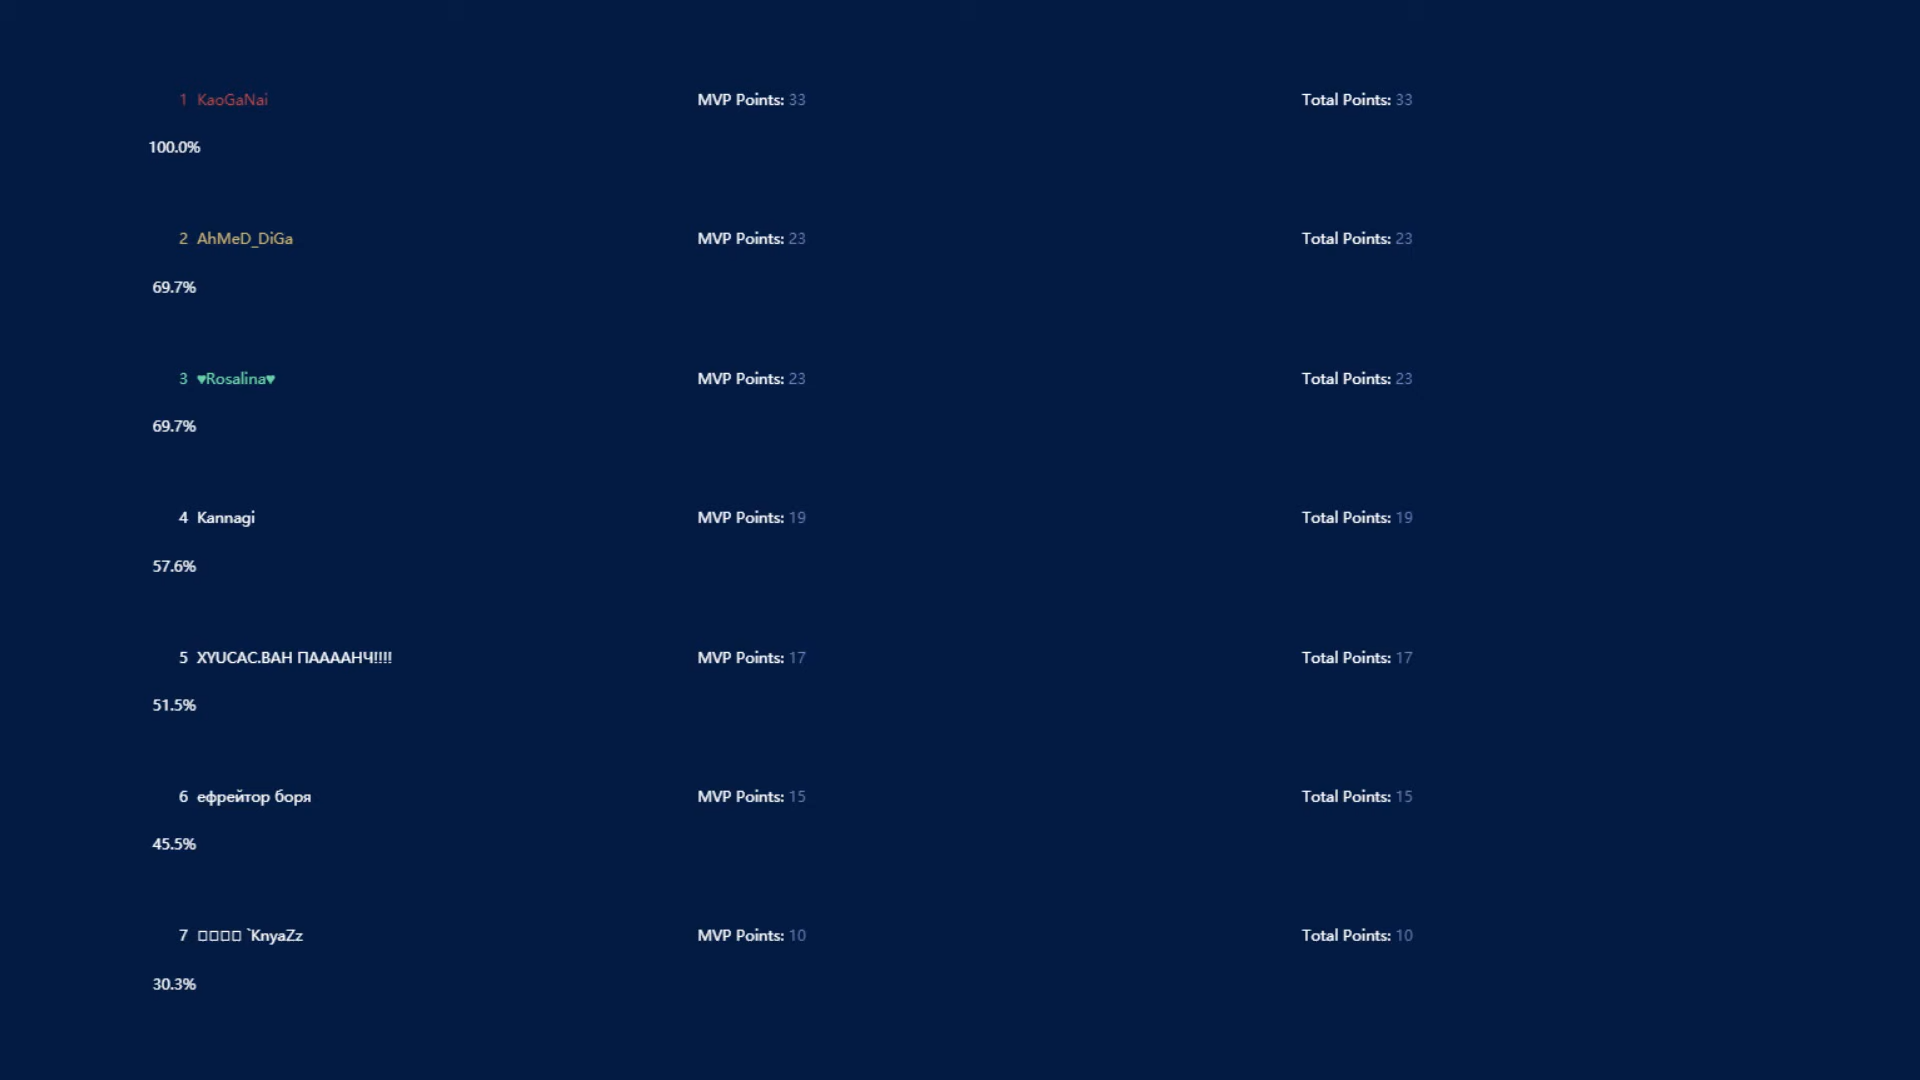 1 KaoGaNai MVP Points: 33 Total Points: 33
100.0%
2 AhMeD_DiGa MVP Points: 23 Total Points: 23
69.7%
3 ♥Rosalina♥ MVP Points: 23 Total Points: 23
69.7%
4 Kannagi MVP Points: 19 Total Points: 19
57.6%
5 XYUCAC.BAH ПААААНЧ!!!! MVP Points: 17 Total Points: 17
51.5%
6 ефрейтор боря MVP Points: 15 Total Points: 15
45.5%
7 □□□□ `KnyaZz MVP Points: 10 Total Points: 10
30.3%